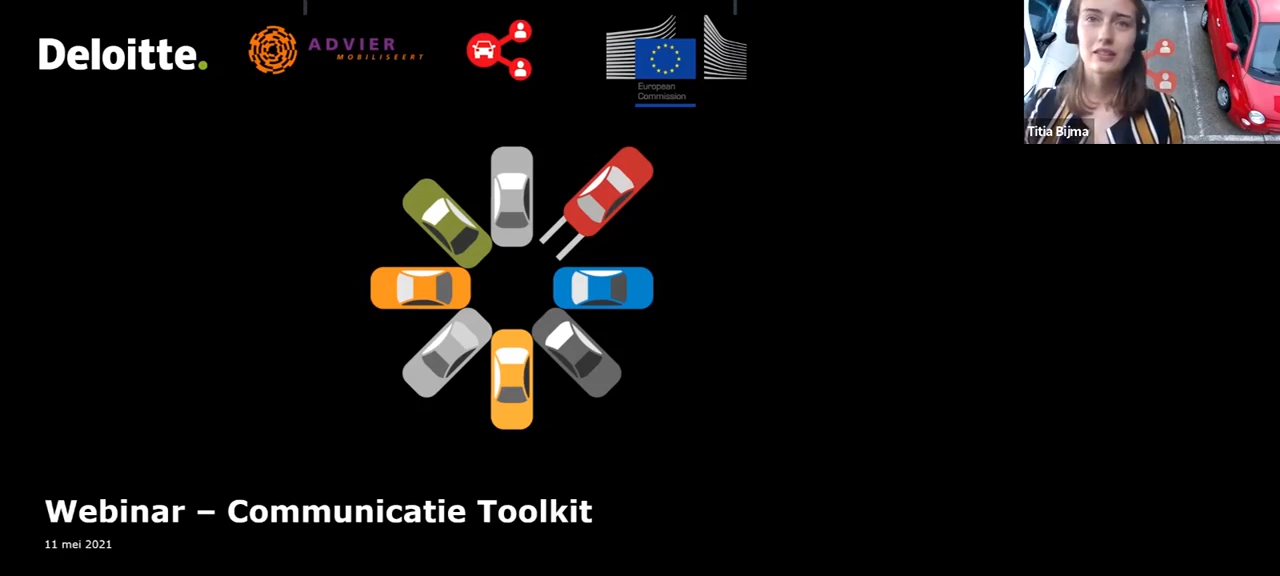 Deloitte.
ADVIER
MOBILISEERT
European
Commission
Titia Bijma
Webinar – Communicatie Toolkit
11 mei 2021